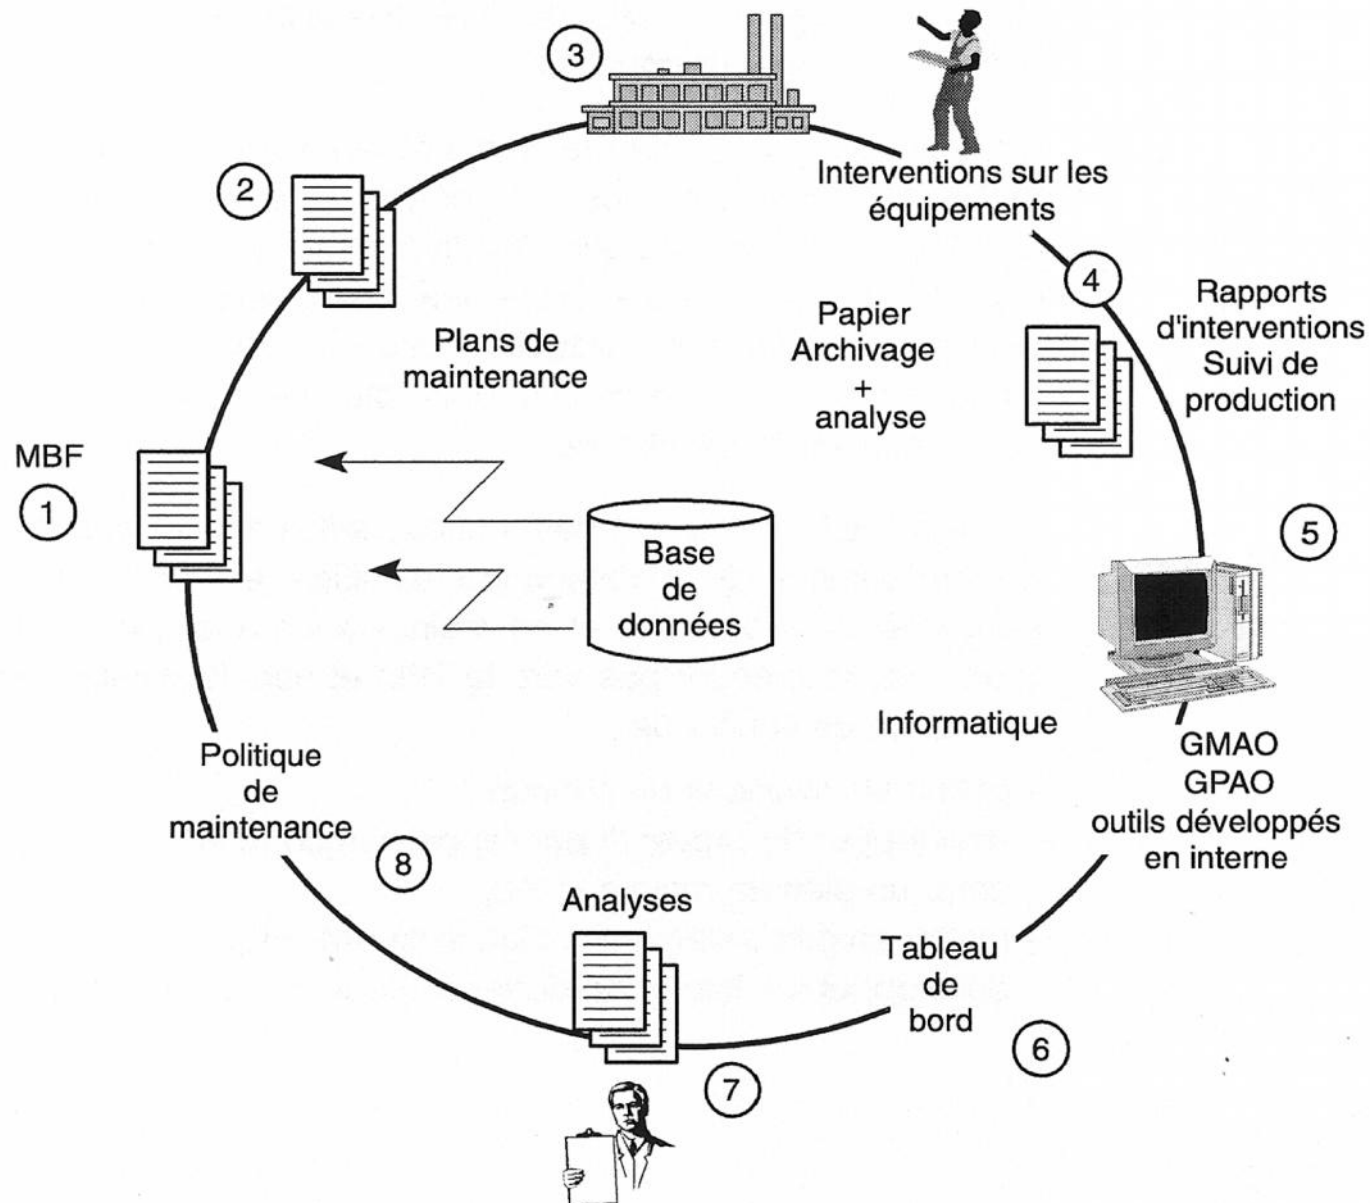 3
Interventions sur les
équipements
2
4
Rapports
d'interventions
Suivi de
production
Papier
Archivage
+
analyse
Plans de
maintenance
MBF
1
5
Base
de
données
Informatique
GMAO
GPAO
outils développés
en interne
Politique
de
maintenance
8
Analyses
Tableau
de
bord
6
7